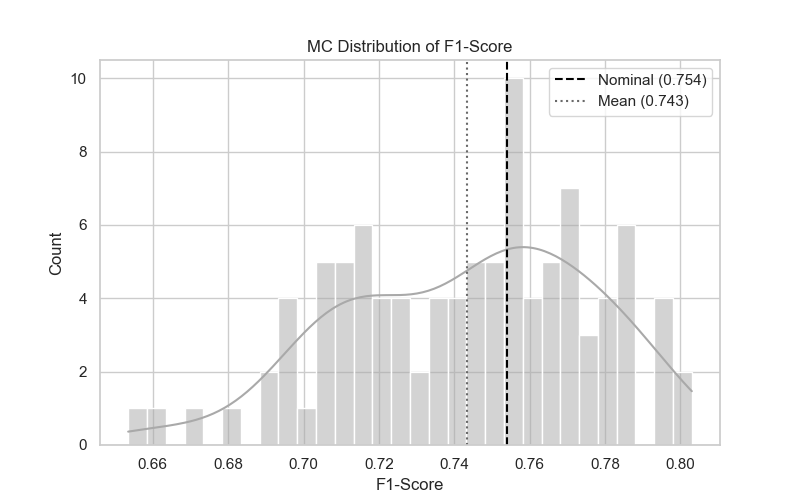 MC Distribution of F1-Score
Nominal (0.754)
Mean (0.743)
10
8
6
4
2
0
Count
0.66 0.68 0.70 0.72 0.74 0.76 0.78 0.80
F1-Score